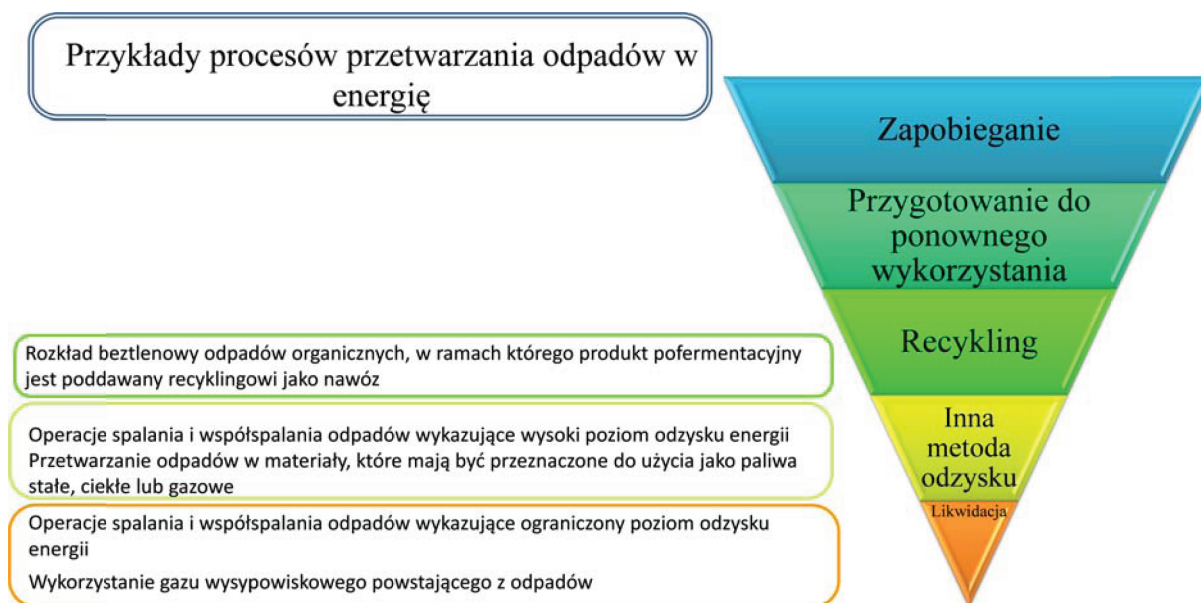 Przykłady procesów przetwarzania odpadów w
energię
Zapobieganie
Przygotowanie do
ponownego
wykorzystania
Recykling
Rozkład beztlenowy odpadów organicznych, w ramach którego produkt pofermentacyjny
jest poddawany recyklingowi jako nawóz
Inna
metoda
odzysku
Operacje spalania i współspalania odpadów wykazujące wysoki poziom odzysku energii
Przetwarzanie odpadów w materiały, które mają być przeznaczone do użycia jako paliwa
stałe, ciekłe lub gazowe
Likwidacja
Operacje spalania i współspalania odpadów wykazujące ograniczony poziom odzysku
energii
Wykorzystanie gazu wysypowiskowego powstającego z odpadów